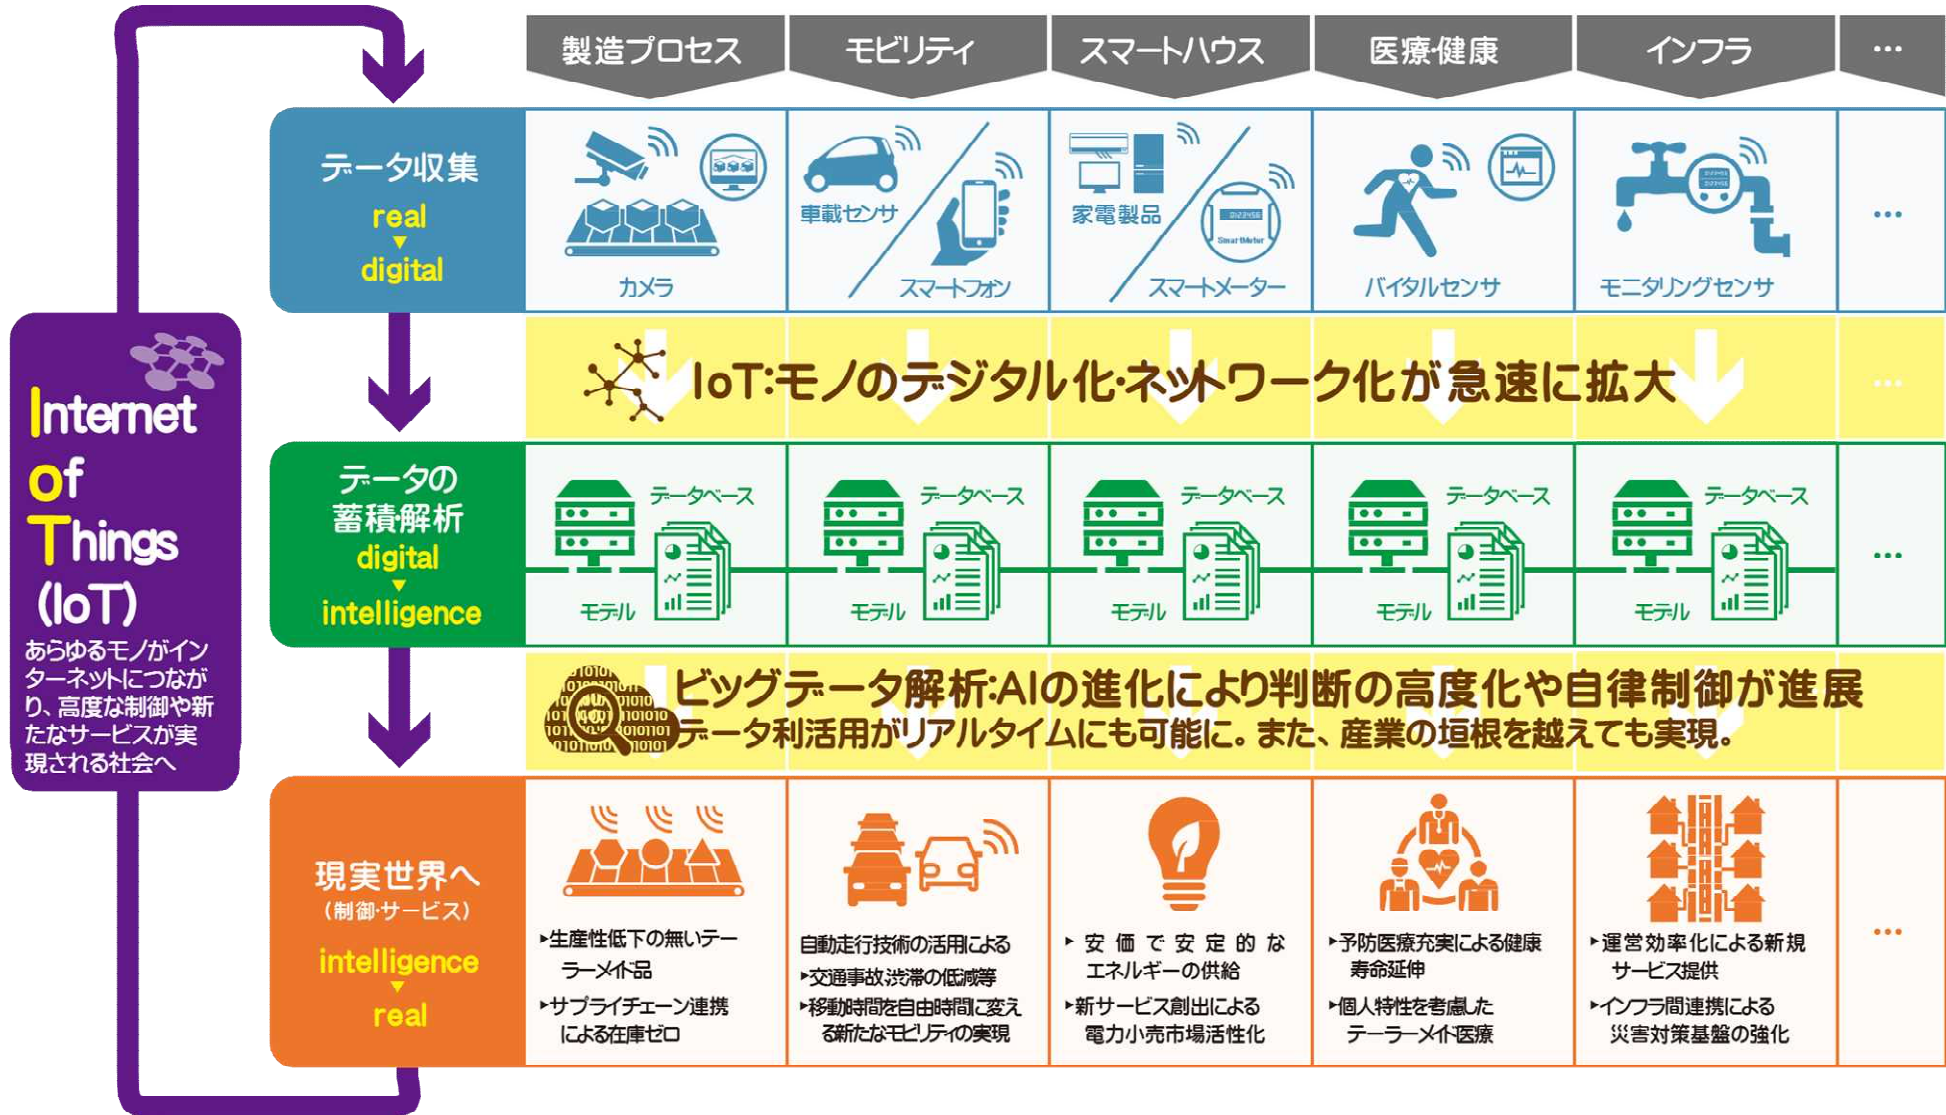 製造プロセス
モビリティ
スマートハウス
医療・健康
インフラ
…
データ収集
real
▼
digital
車載センサ
家電製品
0123456
SmartMeter
カメラ
スマートフォン
スマートメーター
バイタルセンサ
モニタリングセンサ
…
IoT:モノのデジタル化・ネットワーク化が急速に拡大
…
Internet
of
Things
(IoT)
あらゆるモノがイン
ターネットにつなが
り、高度な制御や新
たなサービスが実
現される社会へ
データの
蓄積・解析
digital
▼
intelligence
データベース
モデル
データベース
モデル
データベース
モデル
データベース
モデル
データベース
モデル
…
ビッグデータ解析:AIの進化により判断の高度化や自律制御が進展
データ利活用がリアルタイムにも可能に。また、産業の垣根を越えても実現。
現実世界へ
(制御・サービス)
intelligence
▼
real
▸生産性低下の無いテー
ラーメイド品
▸サプライチェーン連携
による在庫ゼロ
自動走行技術の活用による
▸交通事故、渋滞の低減等
▸移動時間を自由時間に変え
る新たなモビリティの実現
▸安価で安定的な
エネルギーの供給
▸新サービス創出による
電力小売市場活性化
▸予防医療充実による健康
寿命延伸
▸個人特性を考慮した
テーラーメイド医療
▸運営効率化による新規
サービス提供
▸インフラ間連携による
災害対策基盤の強化
…